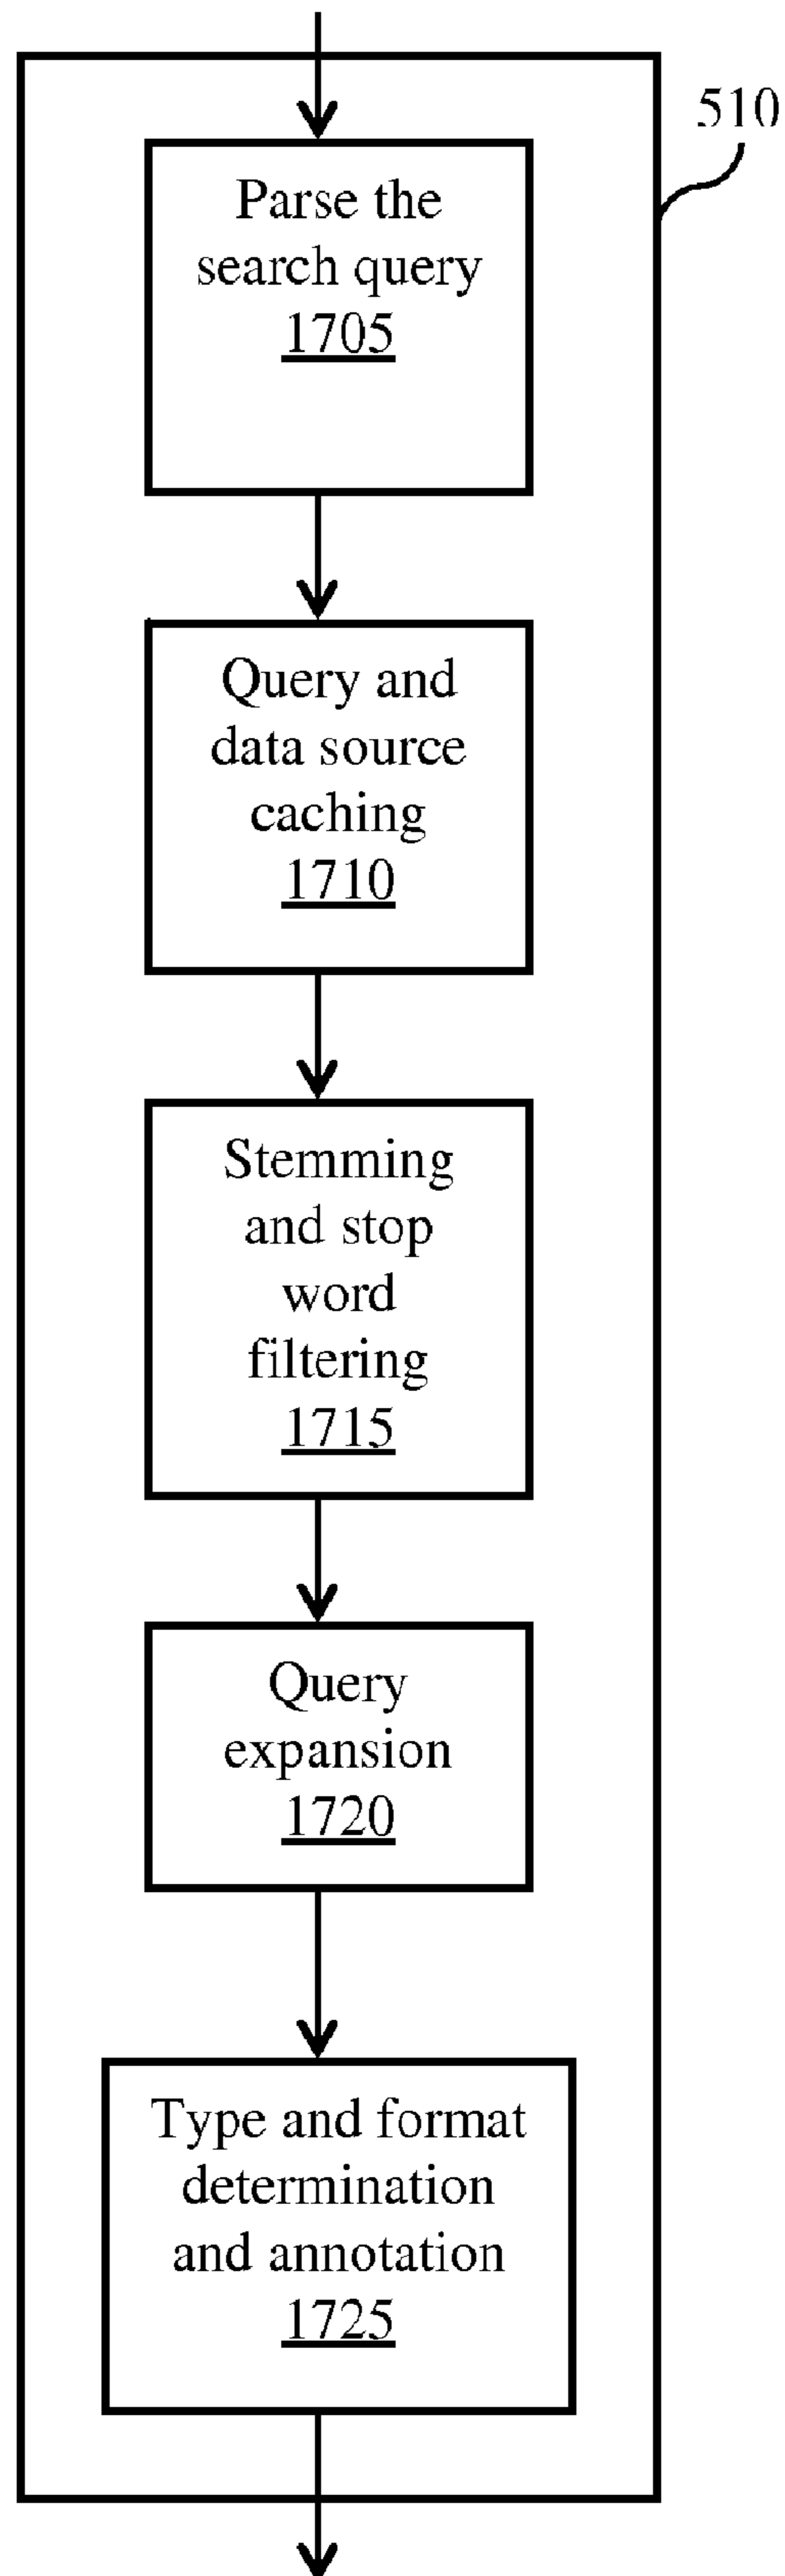 510
Parse the
search query
1705
Query and
data source
caching
1710
Stemming
and stop
word
filtering
1715
Query
expansion
1720
Type and format
determination
and annotation
1725